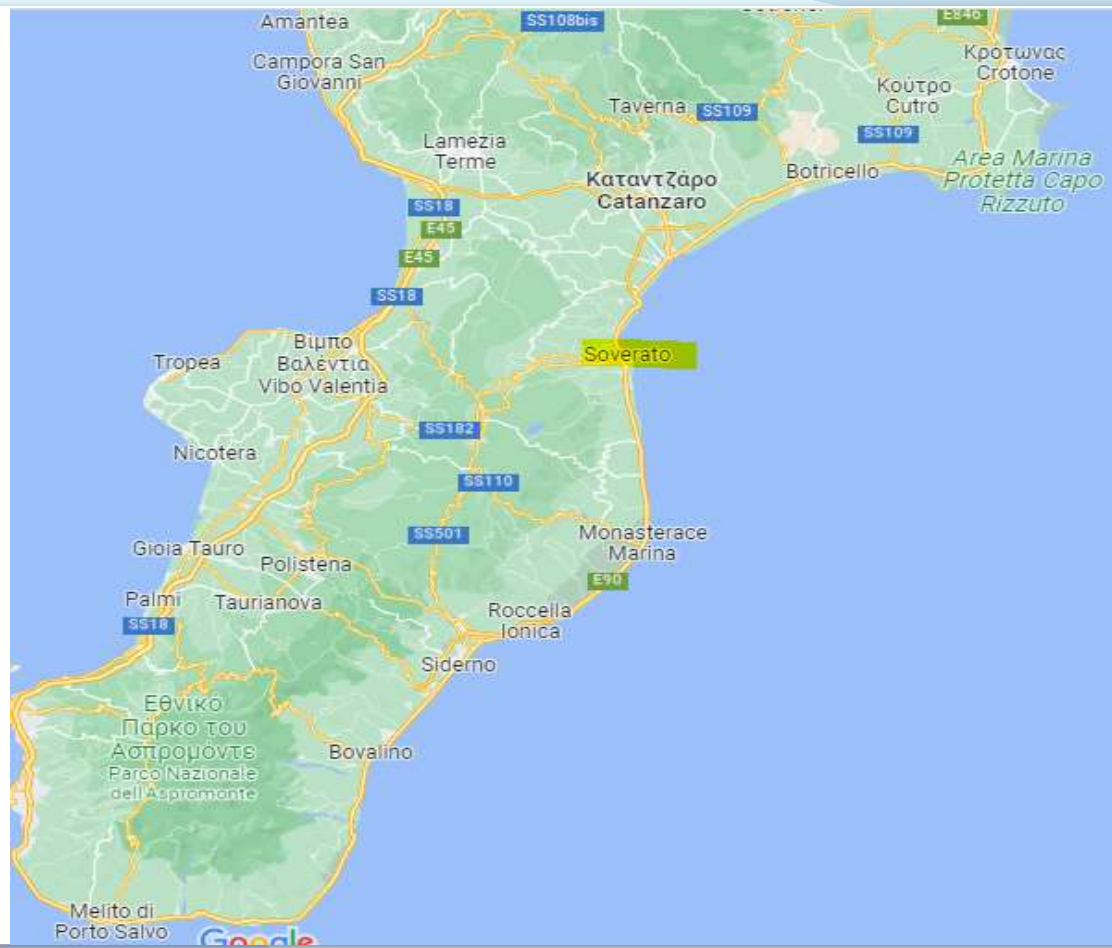 Amantea
SS108bis
E846
Campora San
Giovanni
Κρότωνας
Crotone
Κούτρο
Cutro
Taverna
SS109
SS109
Lamezia
Terme
Κατανζάρο
Catanzaro
Botricello
Area Marina
Protetta Capo
Rizzuto
SS18
E45
E45
SS18
Βίμπο
Βαλέντια
Vibo Valentia
Tropea
Soverato
SS182
Nicotera
SS110
SS501
Monasterace
Marina
Gioia Tauro
Polistena
E90
Palmi
Taurianova
SS18
Roccella
Ionica
Siderno
Εθνικό
Πάρκο του
Ασπρομόντε
Parco Nazionale
dell'Aspromonte
Bovalino
Melito di
Porto Salvo
Google